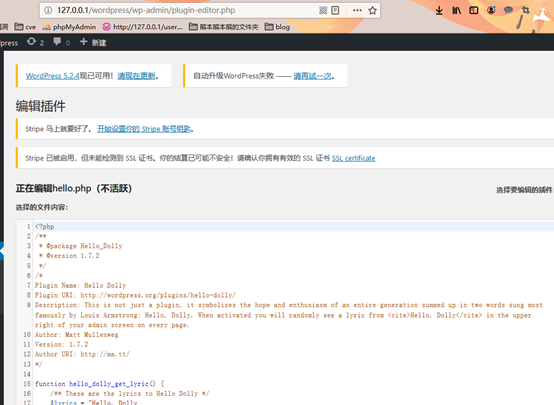 127.0.0.1/wordpress/wp-admin/plugin-editor.php
cve phpMyAdmin http://127.0.0.1/user... 熊本熊本熊的文件夹 blog
press 2 0 新建
WordPress 5.2.4现已可用！请现在更新。 自动升级WordPress失败 —— 请再试一次。
编辑插件
Stripe 马上就要好了。 开始设置你的 Stripe 账号钥匙。
Stripe 已被启用，但未能检测到 SSL 证书。你的结算已可能不安全！请确认你拥有有效的 SSL 证书 SSL certificate
正在编辑hello.php（不活跃） 选择要编辑的插件
选择的文件内容：
1 <?php
2 /**
3 * @package Hello_Dolly
4 * @version 1.7.2
5 */
6 /*
7 Plugin Name: Hello Dolly
8 Plugin URI: http://wordpress.org/plugins/hello-dolly/
9 Description: This is not just a plugin, it symbolizes the hope and enthusiasm of an entire generation summed up in two words sung most
famously by Louis Armstrong: Hello, Dolly. When activated you will randomly see a lyric from <cite>Hello, Dolly</cite> in the upper
right of your admin screen on every page.
10 Author: Matt Mullenweg
11 Version: 1.7.2
12 Author URI: http://ma.tt/
13 */
14
15 function hello_dolly_get_lyric() {
16 /** These are the lyrics to Hello Dolly */
17 $lyrics = "Hello, Dolly